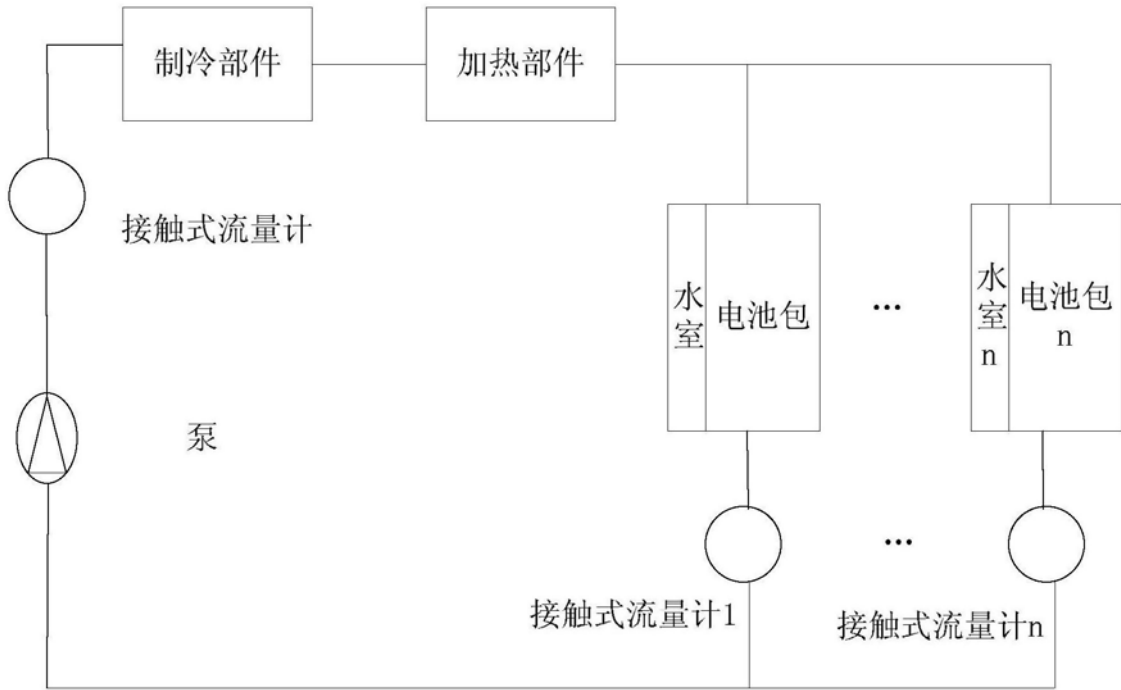 制冷部件
加热部件
接触式流量计
水室
电池包
...
水室n
电池包
n
泵
...
接触式流量计1
接触式流量计n